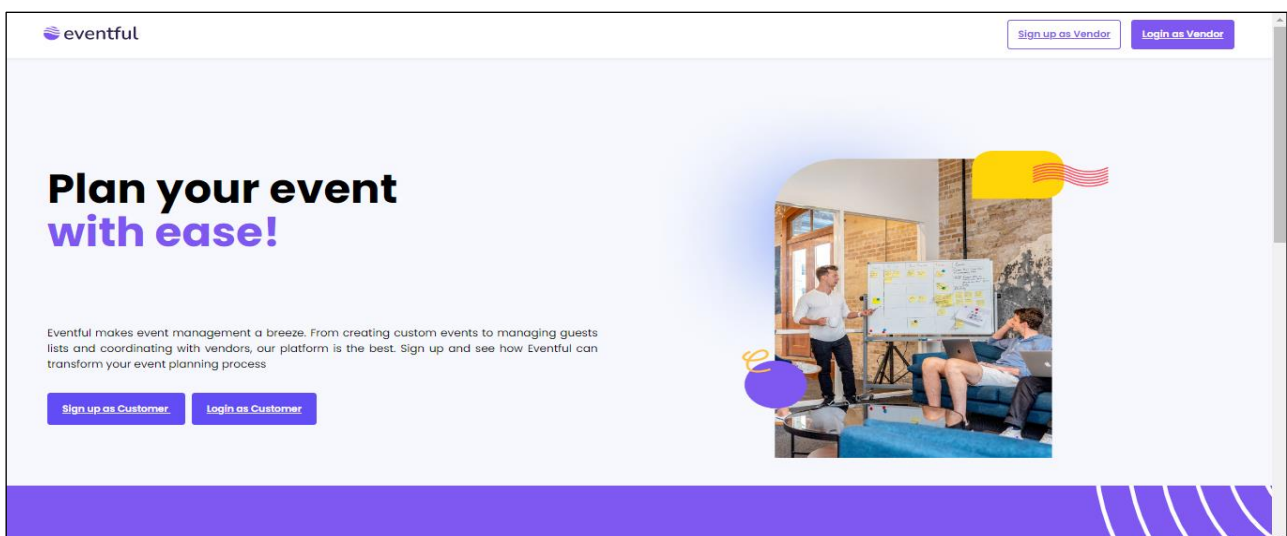 eventful
Sign up as Vendor
Login as Vendor
Plan your event
with ease!
Eventful makes event management a breeze. From creating custom events to managing guests
lists and coordinating with vendors, our platform is the best. Sign up and see how Eventful can
transform your event planning process
Sign up as Customer
Login as Customer